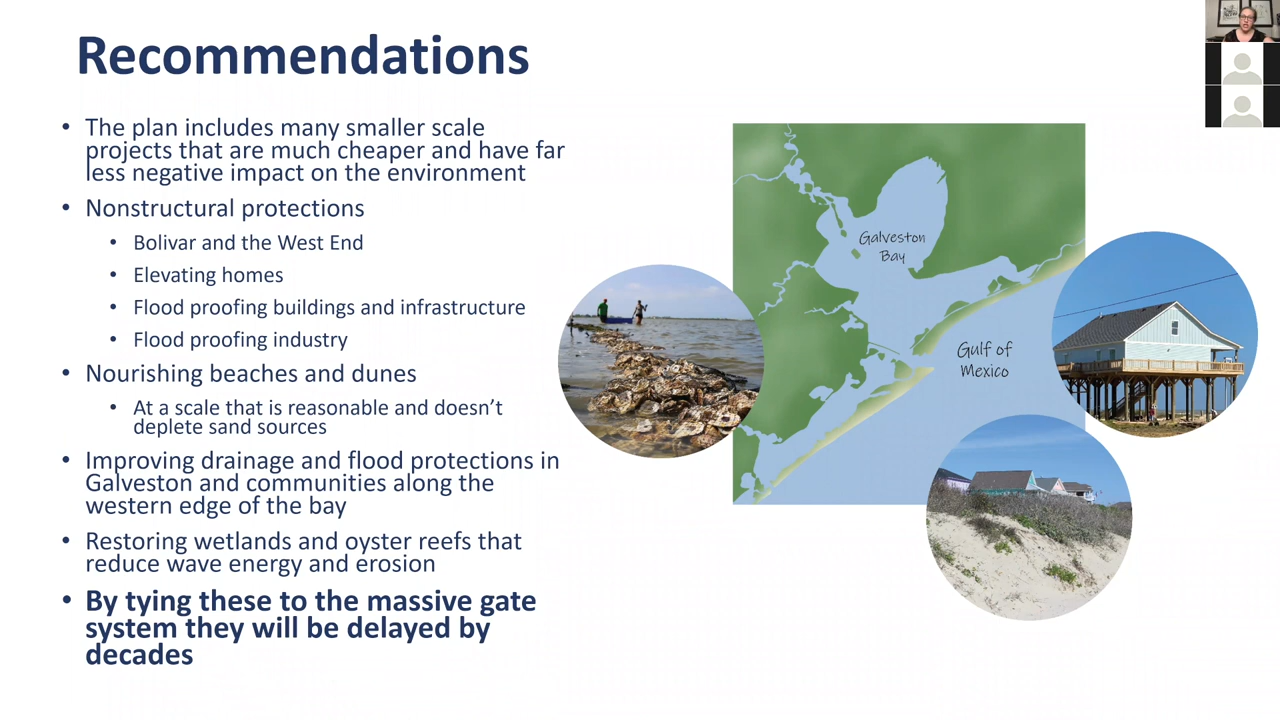 Recommendations
• The plan includes many smaller scale
projects that are much cheaper and have far
less negative impact on the environment
• Nonstructural protections
• Bolivar and the West End
• Elevating homes
• Flood proofing buildings and infrastructure
• Flood proofing industry
• Nourishing beaches and dunes
• At a scale that is reasonable and doesn't
deplete sand sources
• Improving drainage and flood protections in
Galveston and communities along the
western edge of the bay
• Restoring wetlands and oyster reefs that
reduce wave energy and erosion
• By tying these to the massive gate
system they will be delayed by
decades
Galveston
Bay
Gulf of
Mexico